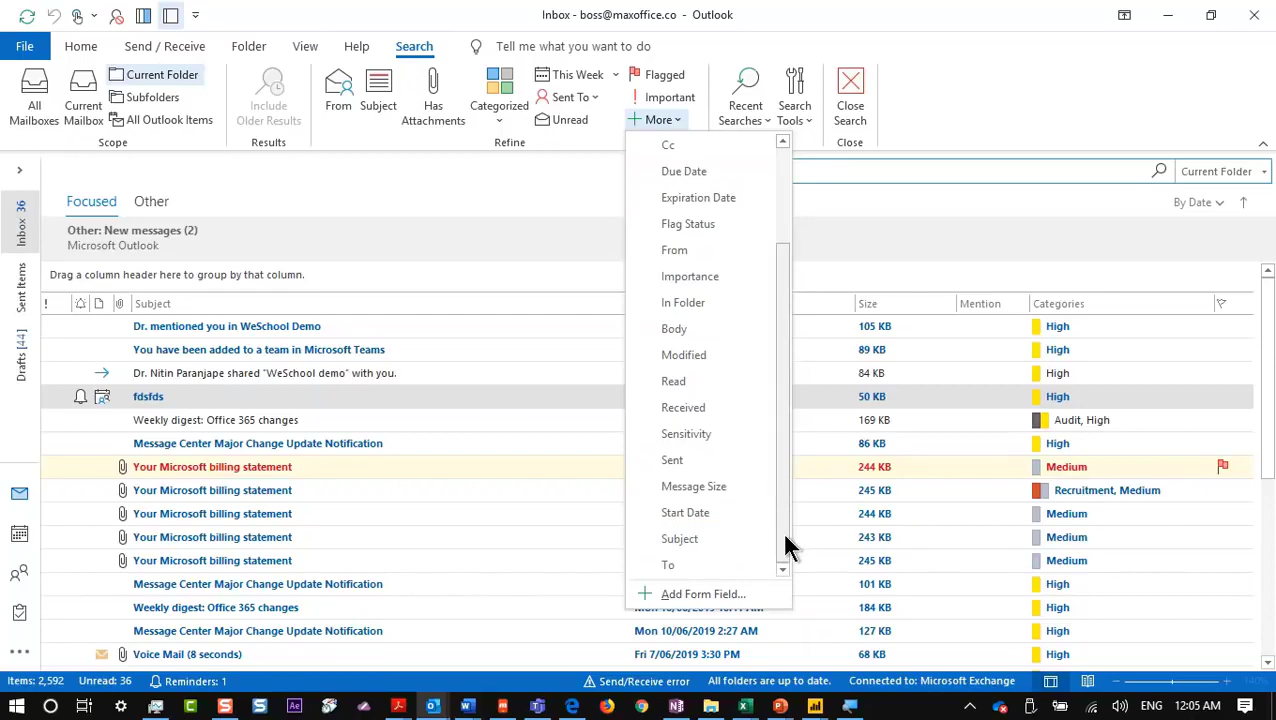 Inbox - boss@maxoffice.co - Outlook
File Home Send / Receive Folder View Help Search Tell me what you want to do
All Mailboxes
Current Mailbox
Current Folder
Subfolders
All Outlook Items
Scope
Include Older Results
Results
From
Subject
Has Attachments
Categorized
This Week
Sent To
Unread
Flagged
Important
More
Refine
Recent Searches
Search Tools
Close Search
Close
Cc
Due Date
Expiration Date
Flag Status
From
Importance
In Folder
Body
Modified
Read
Received
Sensitivity
Sent
Message Size
Start Date
Subject
To
Add Form Field...
Current Folder
Inbox 36
Sent Items
Drafts [44]
Focused Other
By Date
Other: New messages (2)
Microsoft Outlook
Drag a column header here to group by that column.
! Subject Size Mention Categories
Dr. mentioned you in WeSchool Demo 105 KB High
You have been added to a team in Microsoft Teams 89 KB High
Dr. Nitin Paranjape shared "WeSchool demo" with you. 84 KB High
fdsfds 50 KB High
Weekly digest: Office 365 changes 169 KB Audit, High
Message Center Major Change Update Notification 86 KB High
Your Microsoft billing statement 244 KB Medium
Your Microsoft billing statement 245 KB Recruitment, Medium
Your Microsoft billing statement 244 KB Medium
Your Microsoft billing statement 243 KB Medium
Your Microsoft billing statement 245 KB Medium
Message Center Major Change Update Notification 101 KB High
Weekly digest: Office 365 changes 184 KB High
Message Center Major Change Update Notification Mon 10/06/2019 2:27 AM 127 KB High
Voice Mail (8 seconds) Fri 7/06/2019 3:30 PM 68 KB High
Items: 2,592 Unread: 36 Reminders: 1 Send/Receive error All folders are up to date. Connected to: Microsoft Exchange
12:05 AM